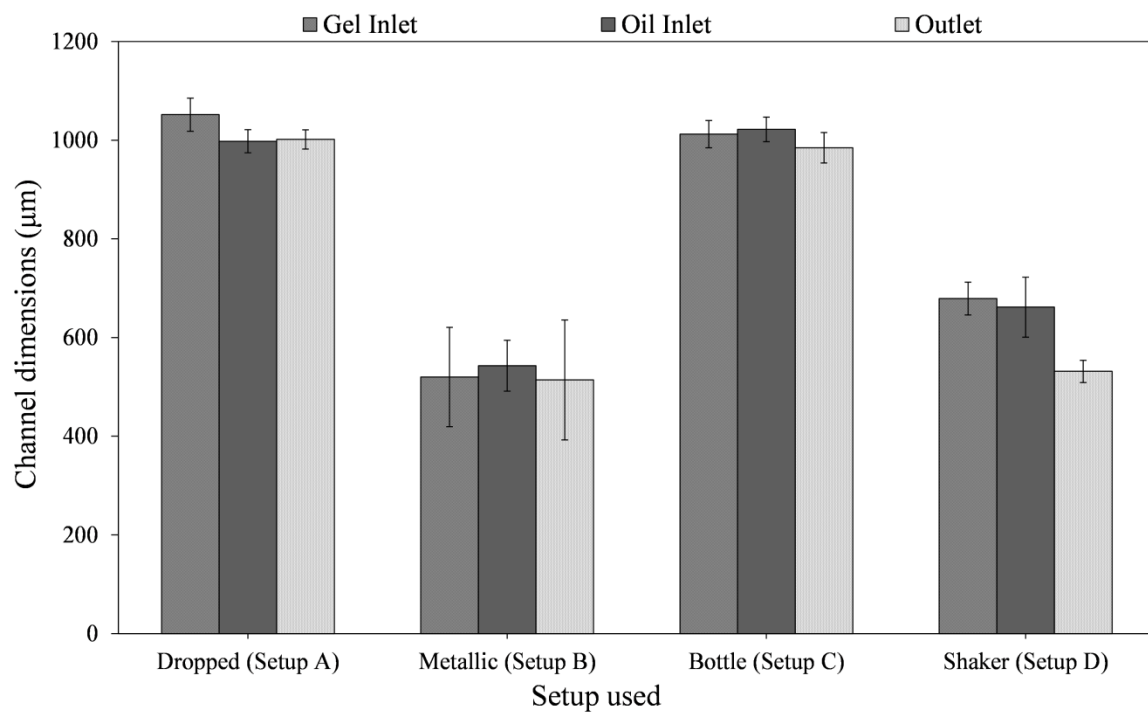 Gel Inlet Oil Inlet Outlet
1200
1000
800
600
400
200
0
Channel dimensions (µm)
Dropped (Setup A) Metallic (Setup B) Bottle (Setup C) Shaker (Setup D)
Setup used